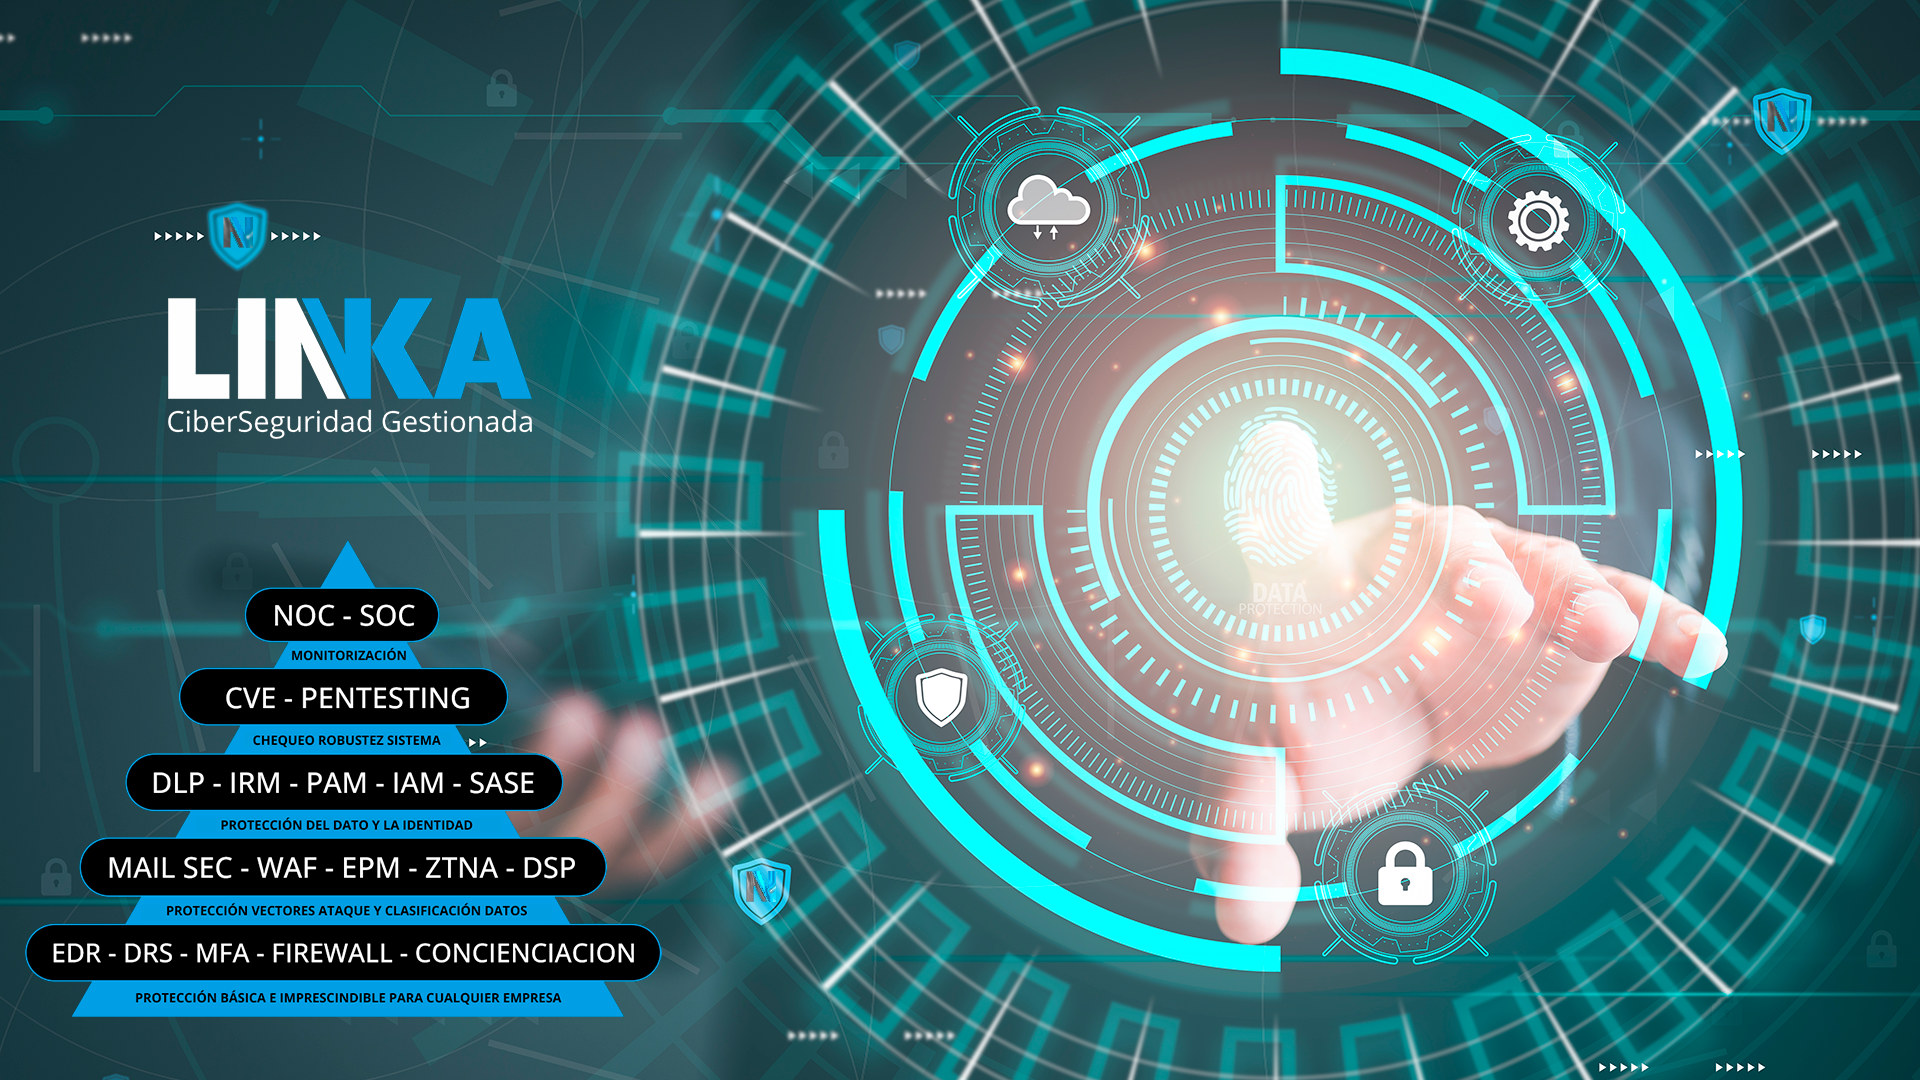 LINKA
CiberSeguridad Gestionada
NOC - SOC
MONITORIZACIÓN
CVE - PENTESTING
CHEQUEO ROBUSTEZ SISTEMA
DLP - IRM - PAM - IAM - SASE
PROTECCIÓN DEL DATO Y LA IDENTIDAD
MAIL SEC - WAF - EPM - ZTNA - DSP
PROTECCIÓN VECTORES ATAQUE Y CLASIFICACIÓN DATOS
EDR - DRS - MFA - FIREWALL - CONCIENCIACION
PROTECCIÓN BÁSICA E IMPRESCINDIBLE PARA CUALQUIER EMPRESA
DATA
PROTECTION